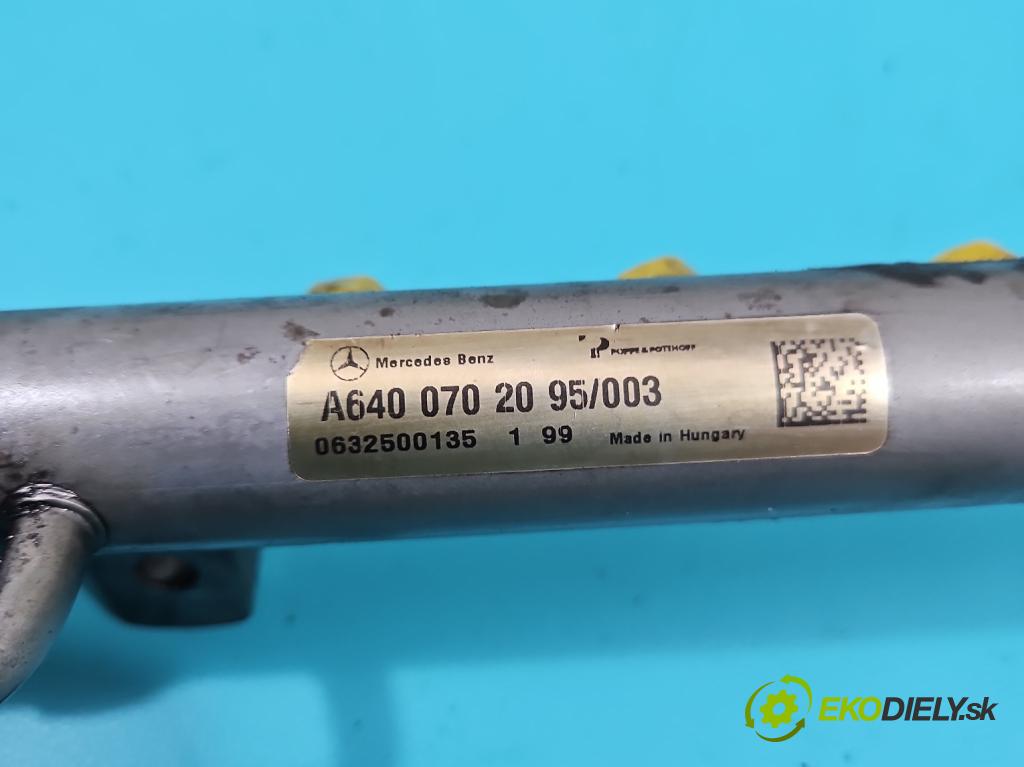 Mercedes Benz POPPE & POTTHOFF
A640 070 20 95/003
0632500135 1 99 Made in Hungary
EKODIELY.sk